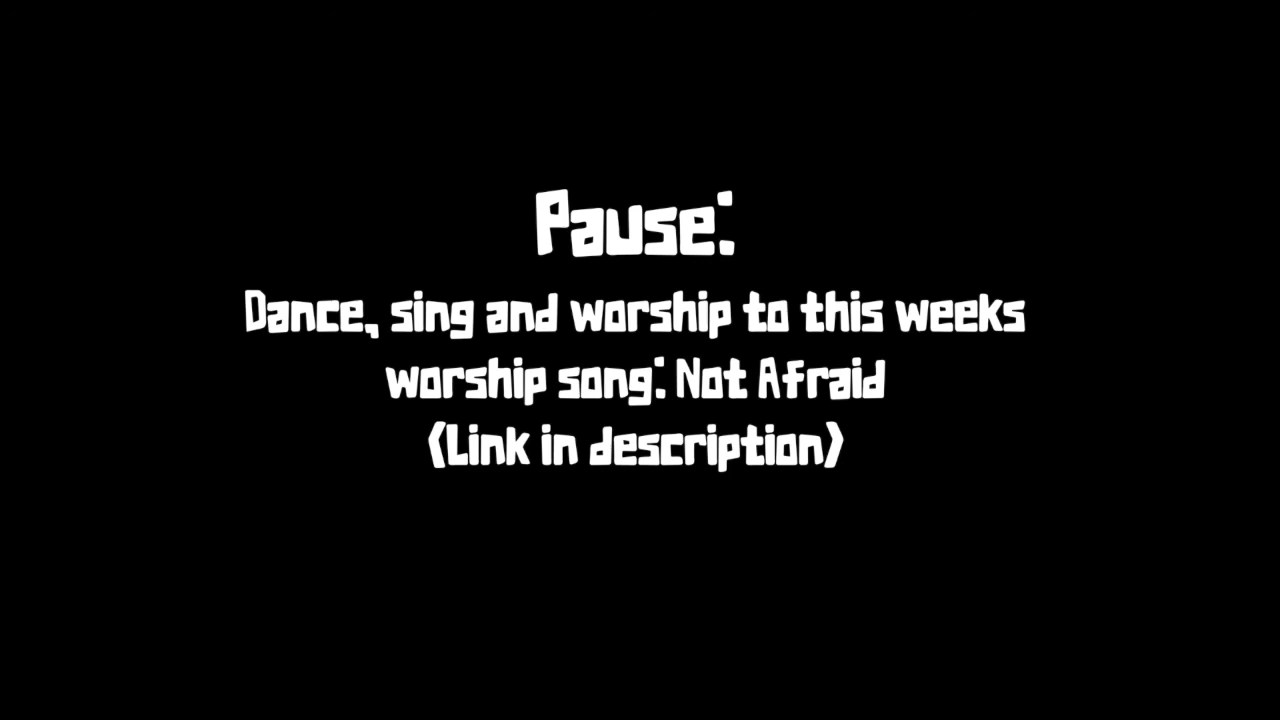 Pause:
Dance, sing and worship to this weeks
worship song: Not Afraid
(Link in description)